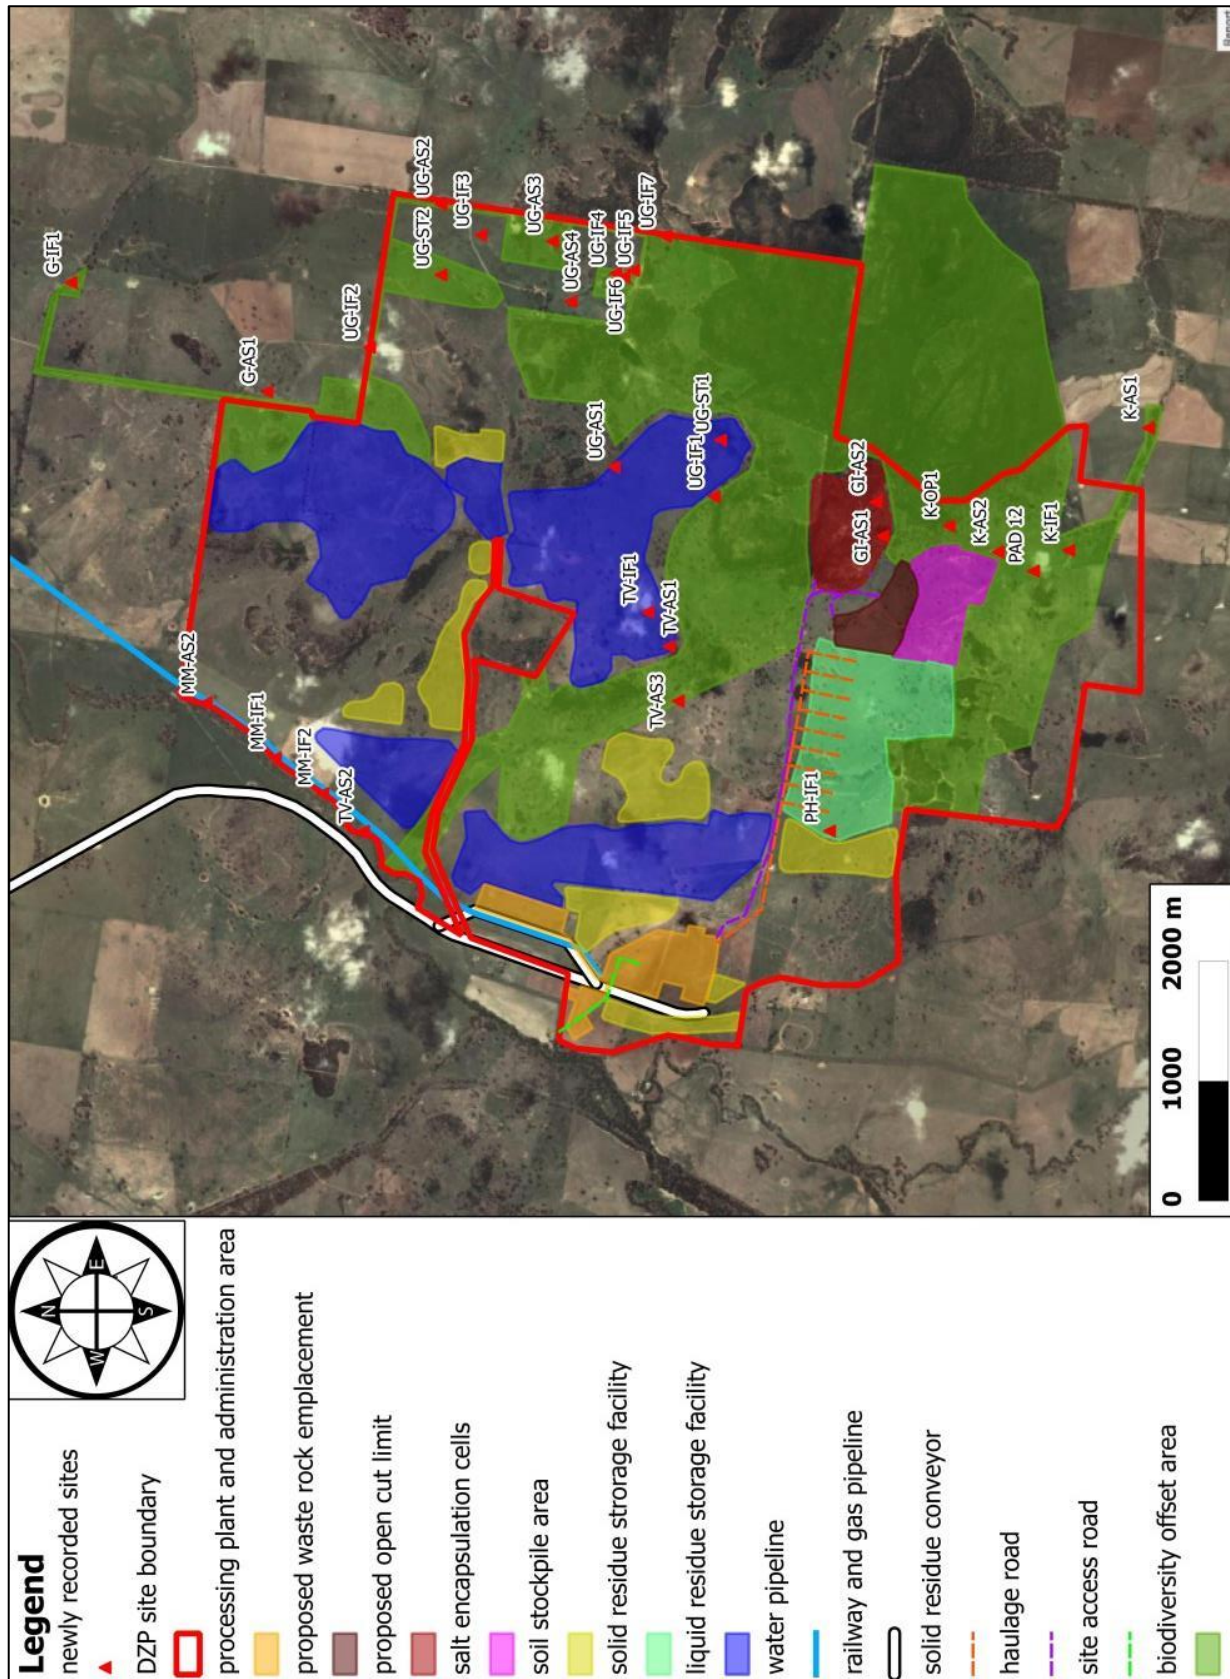 Legend
newly recorded sites
DZP site boundary
processing plant and administration area
proposed waste rock emplacement
proposed open cut limit
salt encapsulation cells
soil stockpile area
solid residue strorage facility
liquid residue storage facility
water pipeline
railway and gas pipeline
solid residue conveyor
haulage road
site access road
biodiversity offset area
N
E
S
W
G-IF1
G-AS1
UG-IF2
UG-AS2
UG-ST2
UG-IF3
UG-AS3
UG-AS4
UG-IF4
UG-IF5
UG-IF6
UG-IF7
MM-AS2
MM-IF1
MM-IF2
TV-AS2
UG-AS1
UG-ST1
UG-IF1
TV-IF1
TV-AS1
TV-AS3
GI-AS2
GI-AS1
K-OP1
K-AS2
PAD 12
K-IF1
K-AS1
PH-IF1
0 1000 2000 m
Report